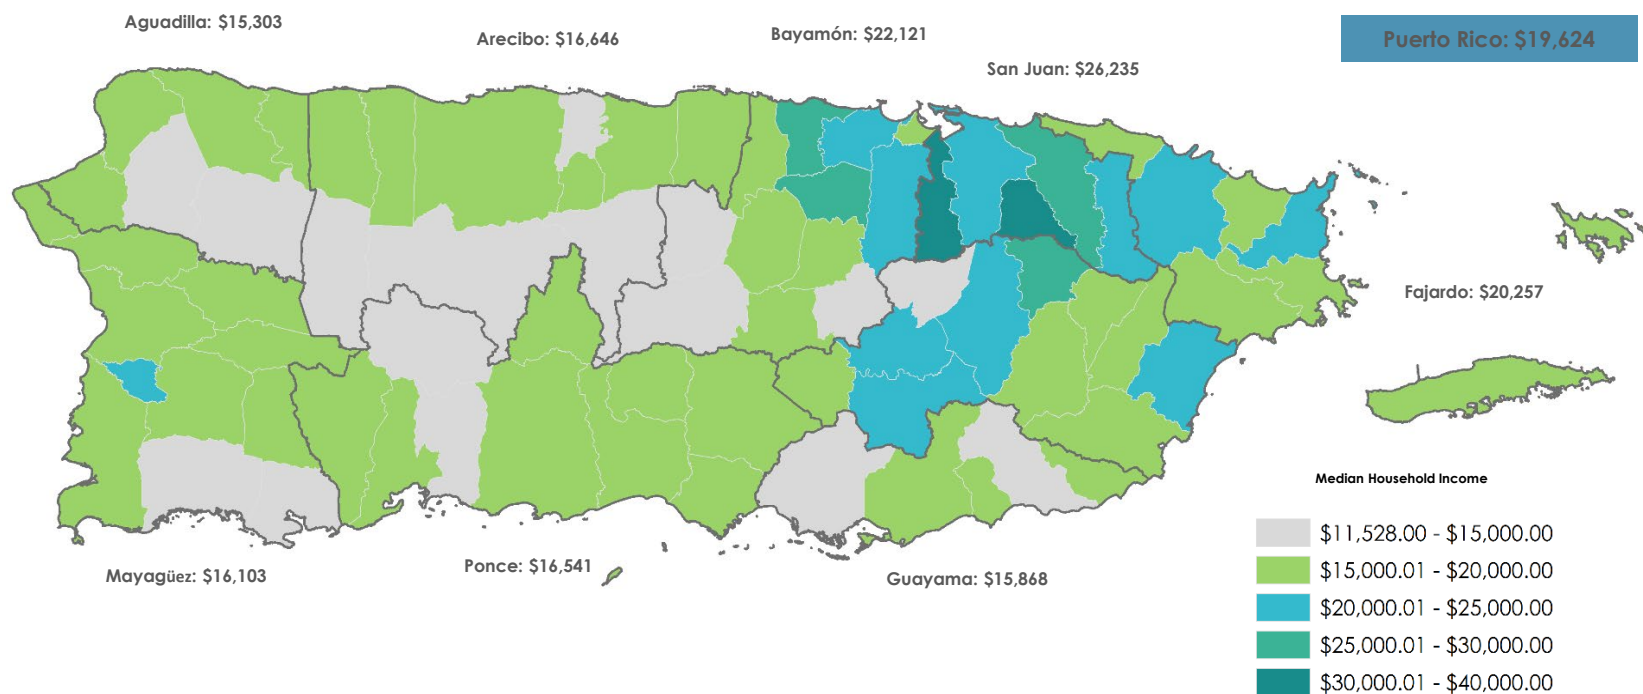 Aguadilla: $15,303
Arecibo: $16,646
Bayamón: $22,121
San Juan: $26,235
Puerto Rico: $19,624
Fajardo: $20,257
Mayagüez: $16,103
Ponce: $16,541
Guayama: $15,868
Median Household Income
$11,528.00 - $15,000.00
$15,000.01 - $20,000.00
$20,000.01 - $25,000.00
$25,000.01 - $30,000.00
$30,000.01 - $40,000.00